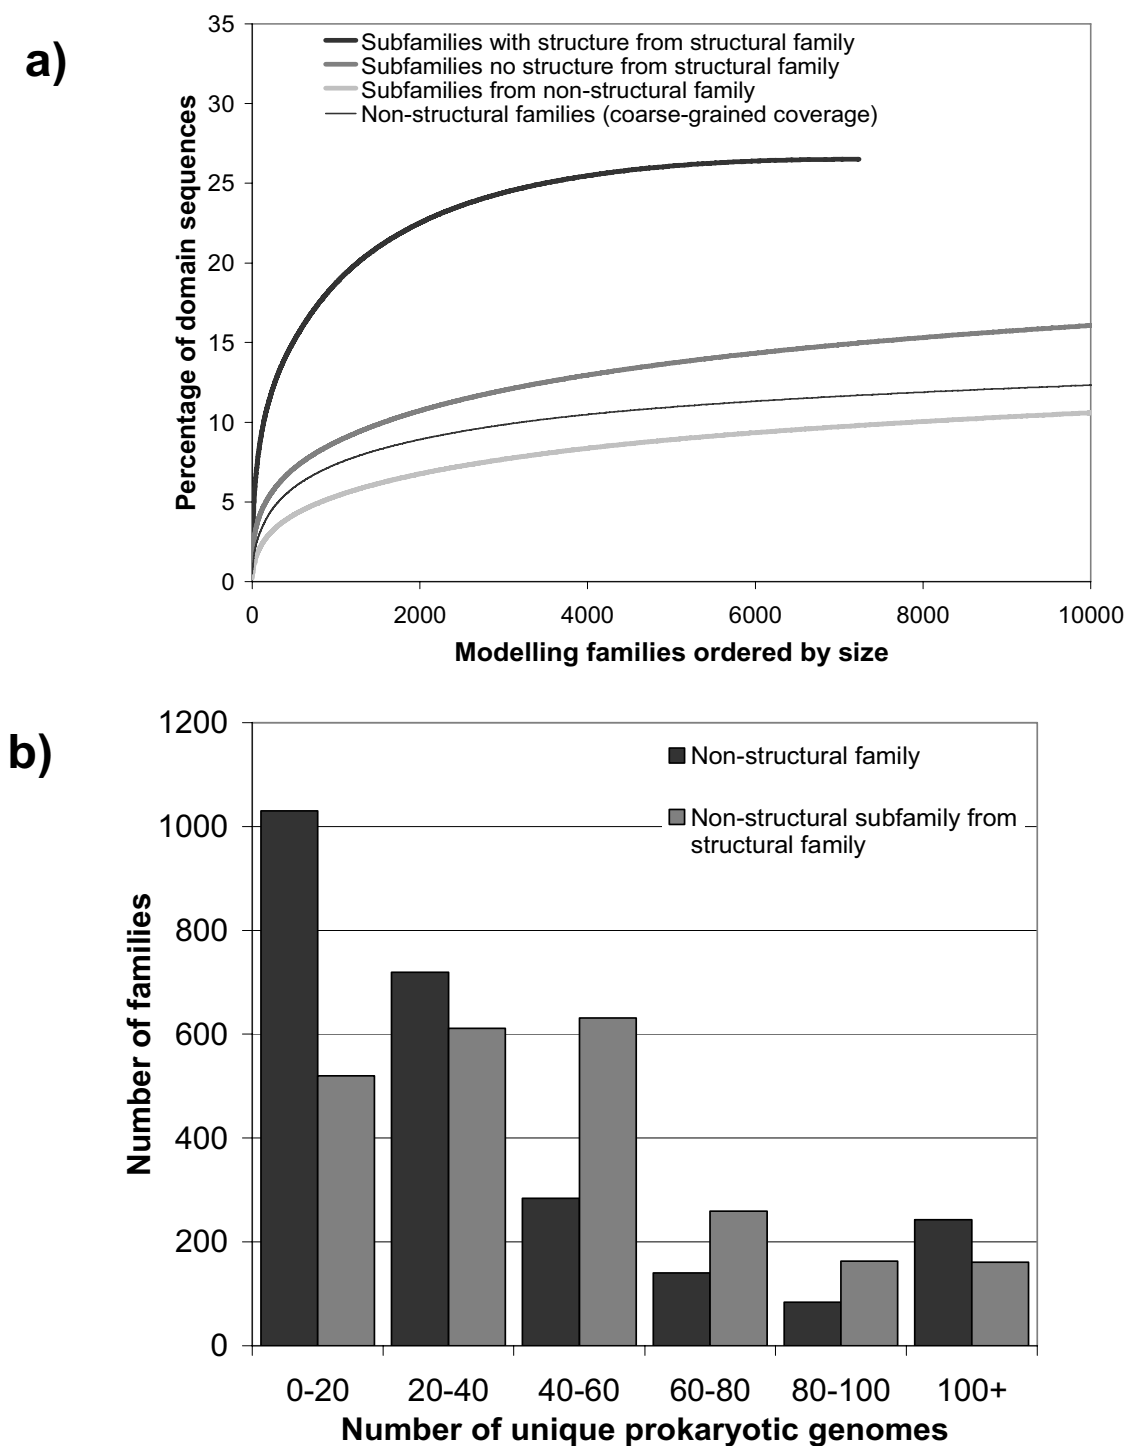 a)
35
30
25
20
15
10
5
0
Percentage of domain sequences
Subfamilies with structure from structural family
Subfamilies no structure from structural family
Subfamilies from non-structural family
Non-structural families (coarse-grained coverage)
0 2000 4000 6000 8000 10000
Modelling families ordered by size
b)
1200
1000
800
600
400
200
0
Number of families
Non-structural family
Non-structural subfamily from
structural family
0-20 20-40 40-60 60-80 80-100 100+
Number of unique prokaryotic genomes